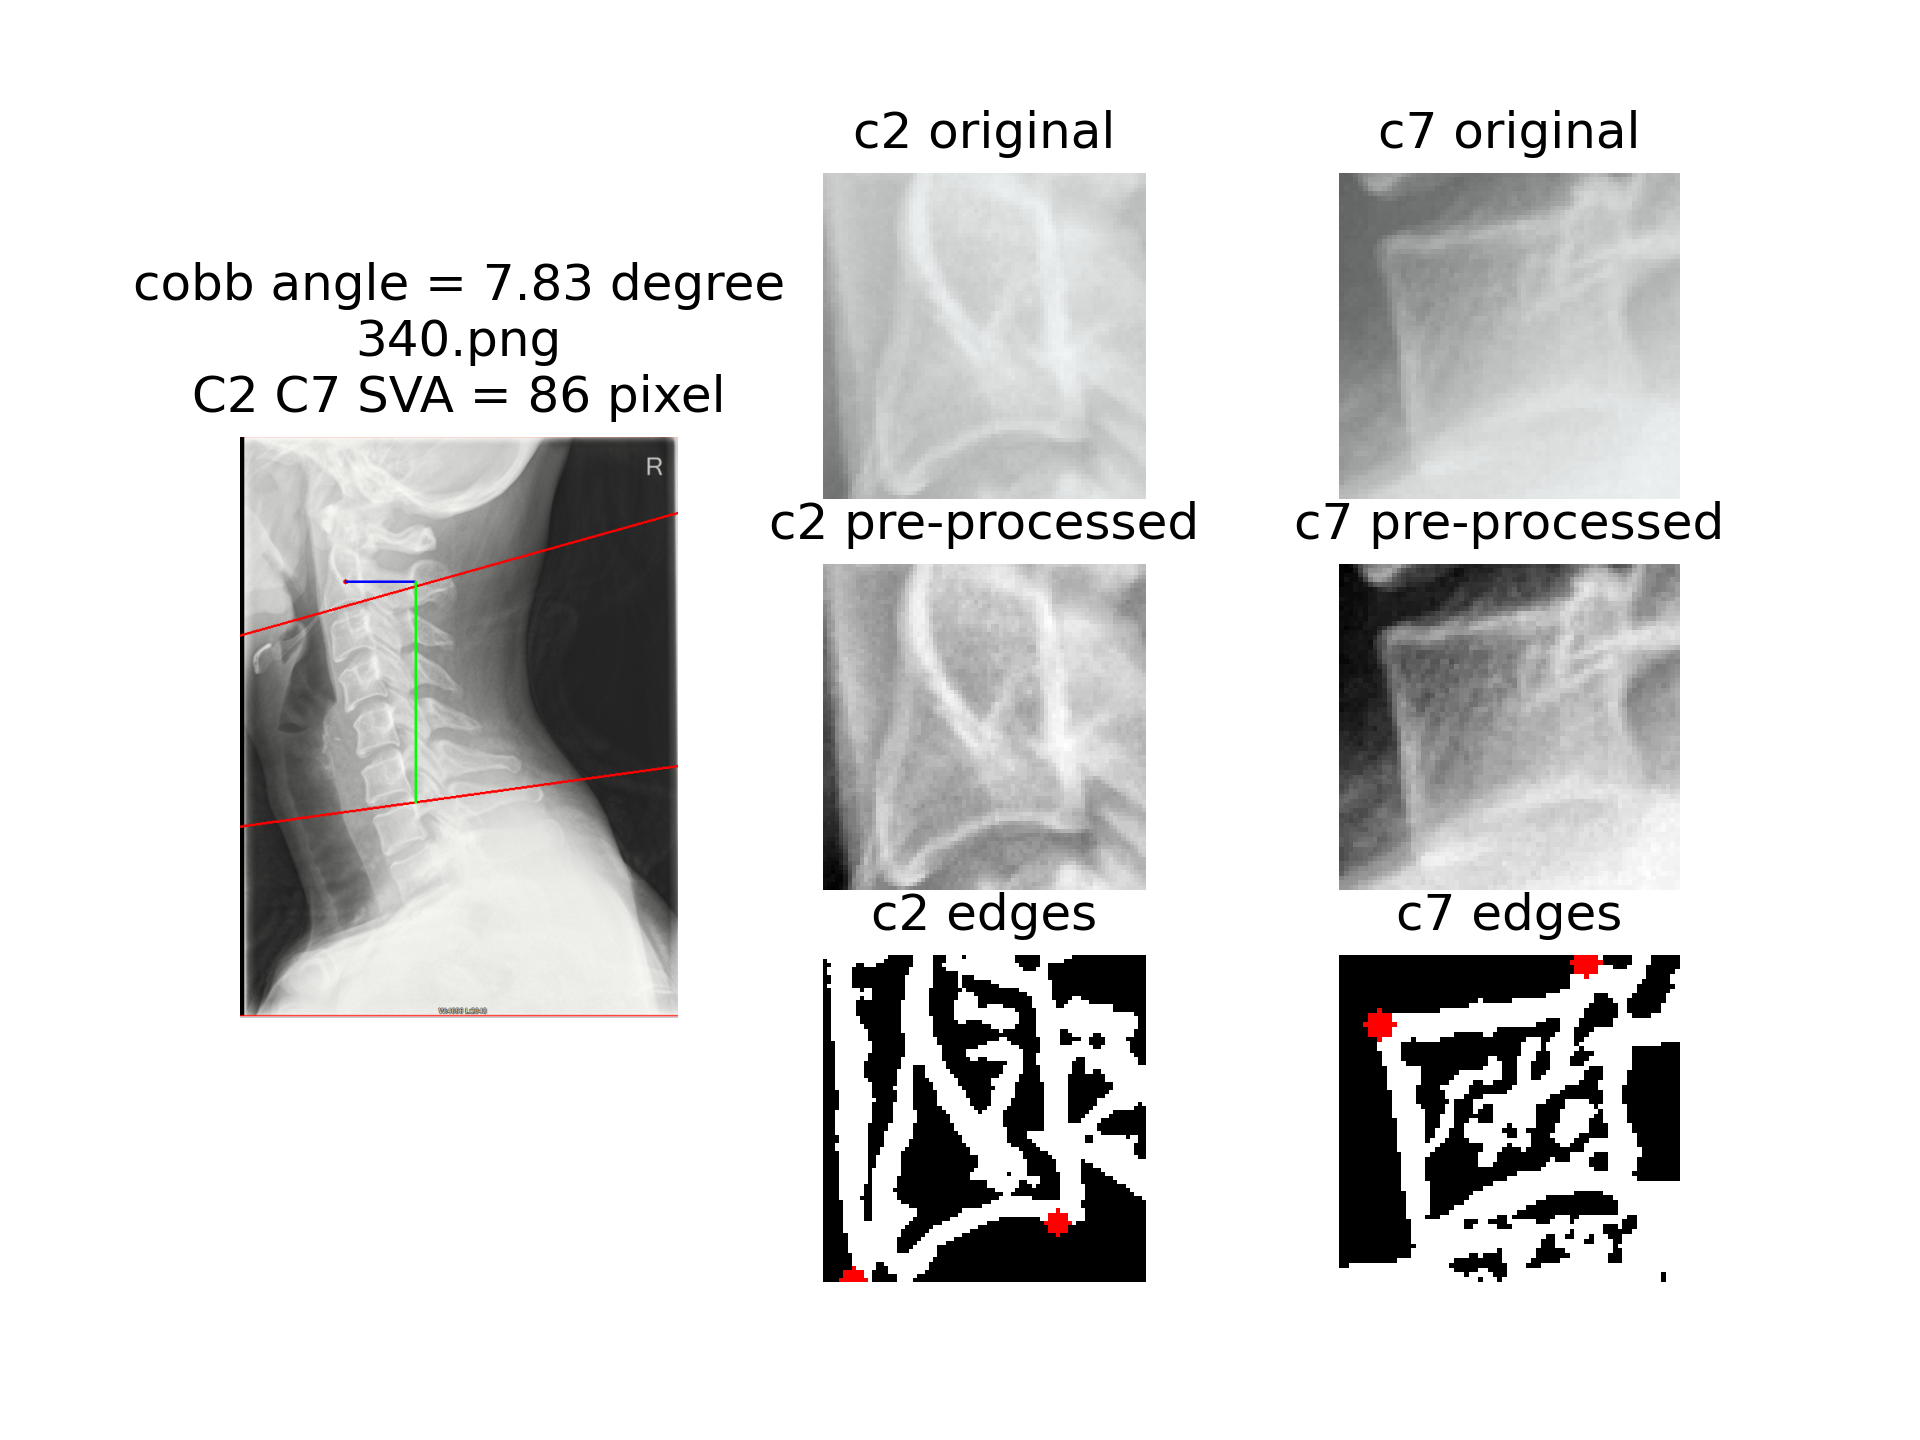 cobb angle = 7.83 degree
340.png
C2 C7 SVA = 86 pixel
R
c2 original
c7 original
c2 pre-processed
c7 pre-processed
c2 edges
c7 edges